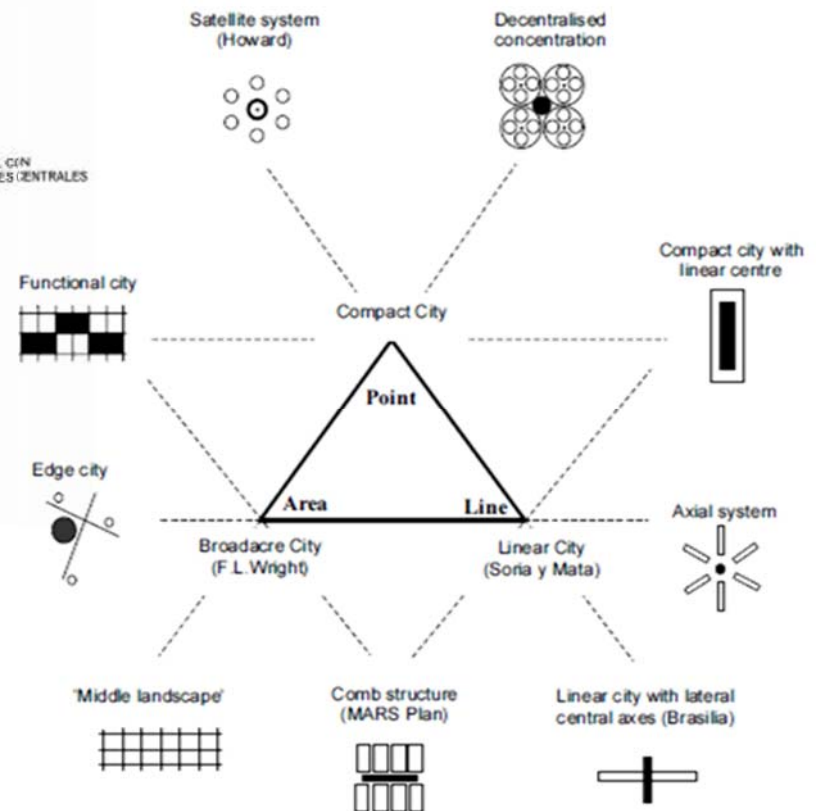 Satellite system
(Howard)
Decentralised
concentration
CON
CENTRALES
Compact city with
linear centre
Functional city
Compact City
Point
Edge city
Area
Line
Axial system
Broadacre City
(F.L.Wright)
Linear City
(Soria y Mata)
'Middle landscape'
Comb structure
(MARS Plan)
Linear city with lateral
central axes (Brasilia)